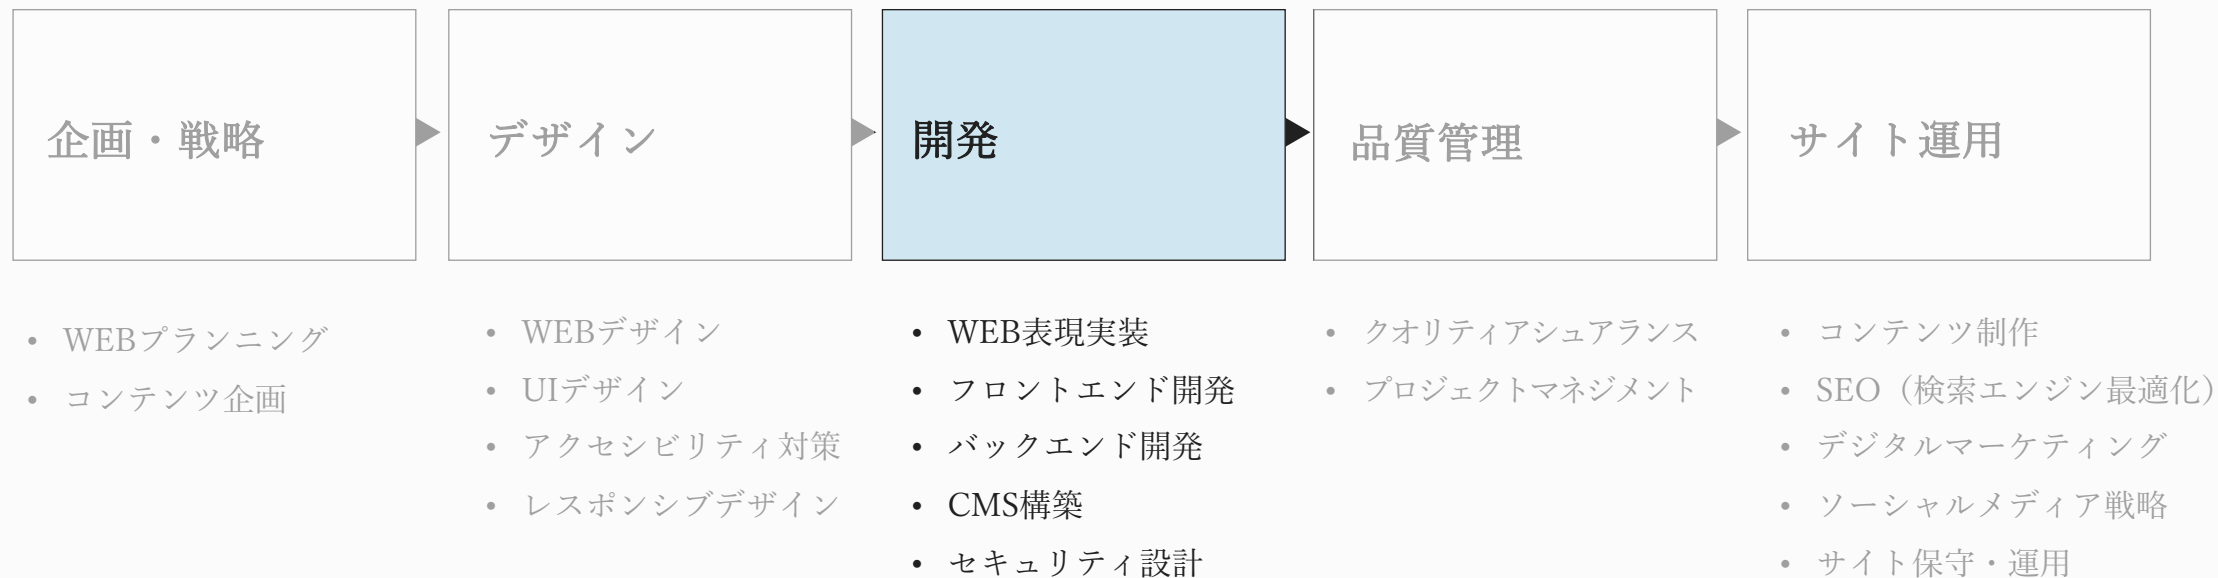 企画・戦略
デザイン
開発
品質管理
サイト運用
• WEBプランニング
• コンテンツ企画
• WEBデザイン
• UIデザイン
• アクセシビリティ対策
• レスポンシブデザイン
• WEB表現実装
• フロントエンド開発
• バックエンド開発
• CMS構築
• セキュリティ設計
• クオリティアシュアランス
• プロジェクトマネジメント
• コンテンツ制作
• SEO（検索エンジン最適化）
• デジタルマーケティング
• ソーシャルメディア戦略
• サイト保守・運用